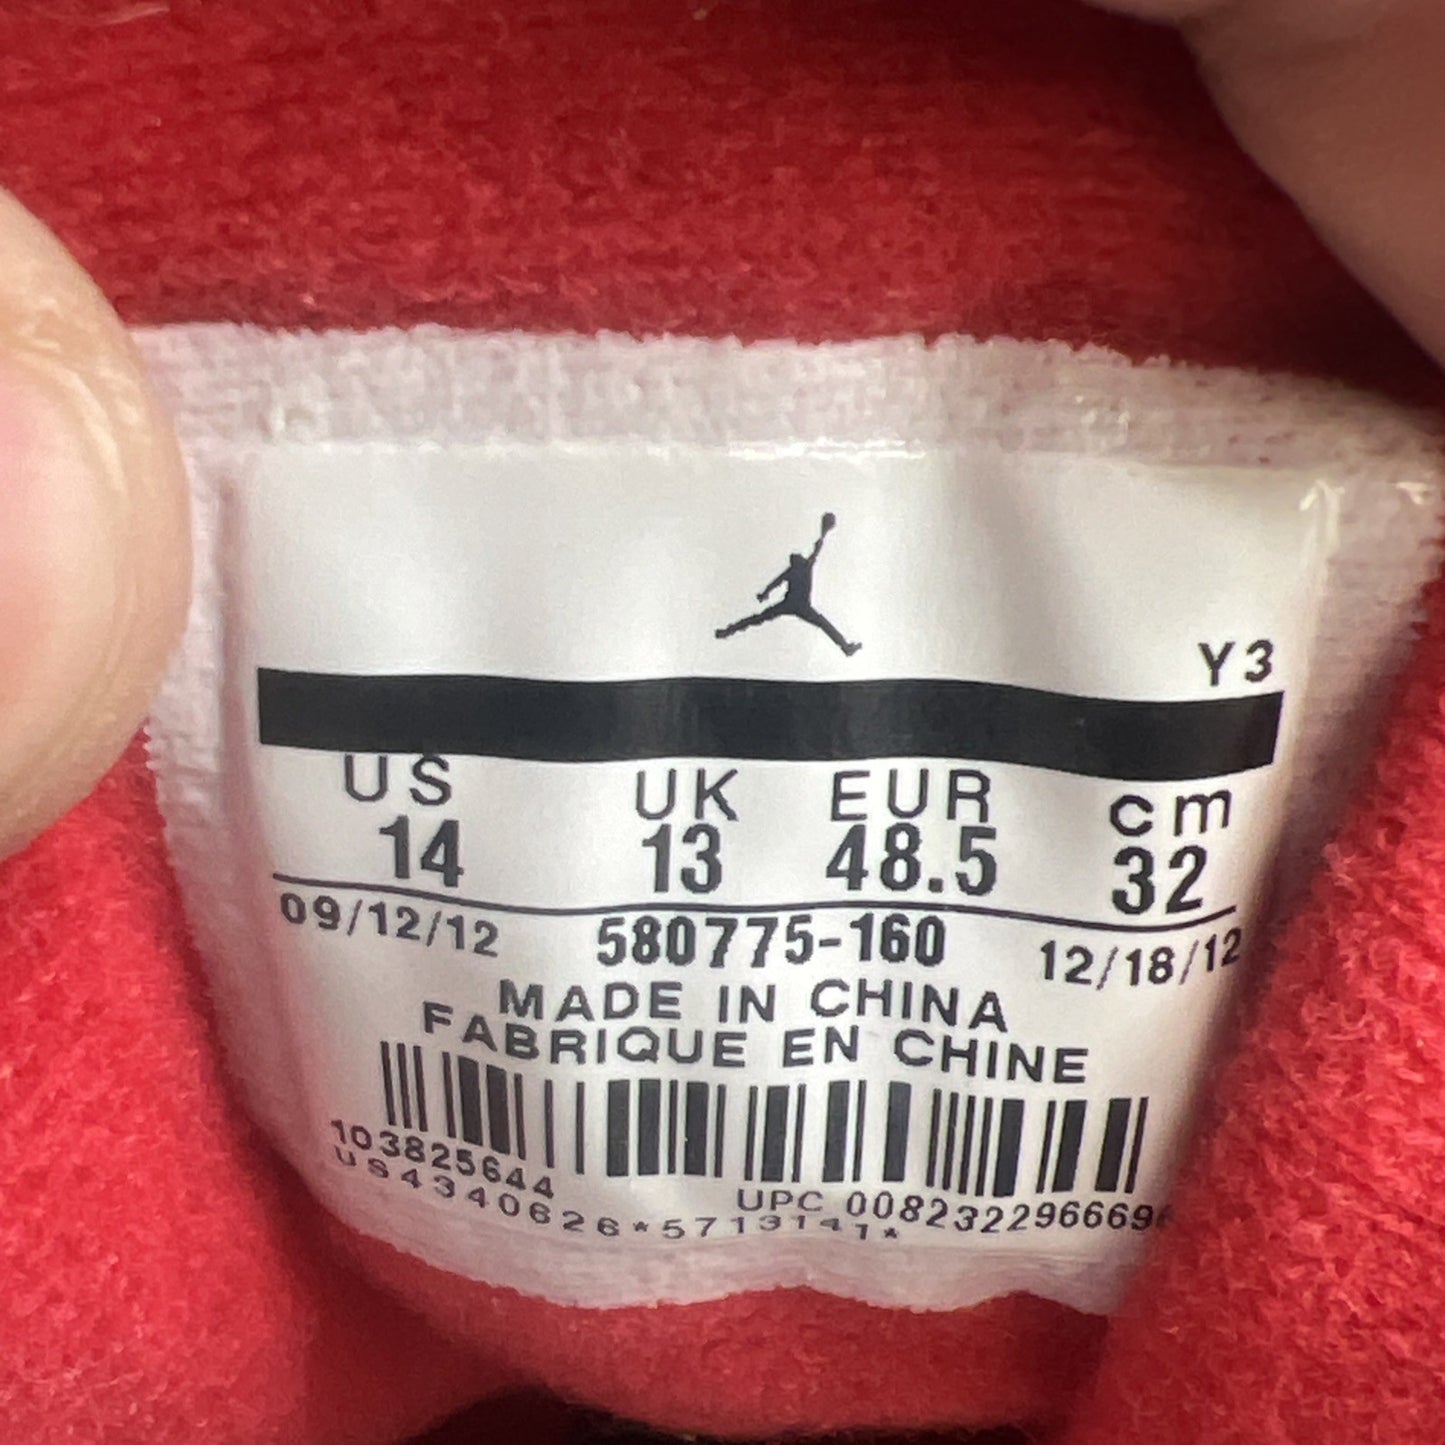 Y3
US UK EUR cm
14 13 48.5 32
09/12/12 580775-160 12/18/12
MADE IN CHINA
FABRIQUE EN CHINE
103825644
UPC
US4340626*5713141*